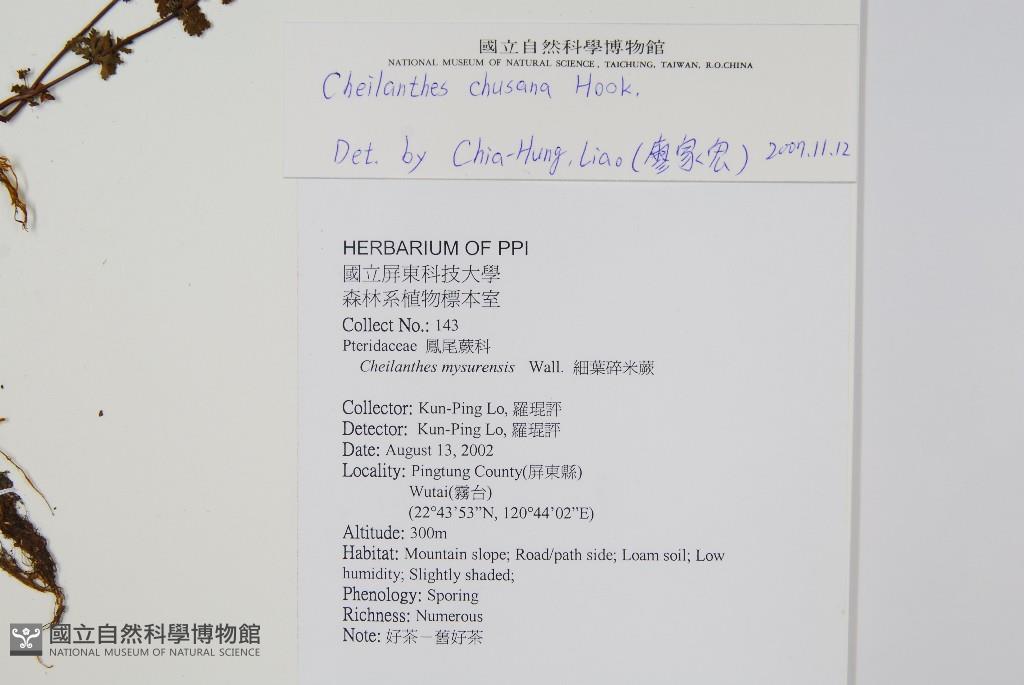 國立自然科學博物館
NATIONAL MUSEUM OF NATURAL SCIENCE, TAICHUNG, TAIWAN, R.O.CHINA
Cheilanthes chusana Hook.
Det. by Chia-Hung, Liao (廖家宏) 2007.11.12
HERBARIUM OF PPI
國立屏東科技大學
森林系植物標本室
Collect No.: 143
Pteridaceae 鳳尾蕨科
Cheilanthes mysurensis Wall. 細葉碎米蕨
Collector: Kun-Ping Lo, 羅琨評
Detector: Kun-Ping Lo, 羅琨評
Date: August 13, 2002
Locality: Pingtung County(屏東縣)
Wutai(霧台)
(22°43’53”N, 120°44’02”E)
Altitude: 300m
Habitat: Mountain slope; Road/path side; Loam soil; Low
humidity; Slightly shaded;
Phenology: Sporing
Richness: Numerous
Note: 好茶－舊好茶
國立自然科學博物館
NATIONAL MUSEUM OF NATURAL SCIENCE